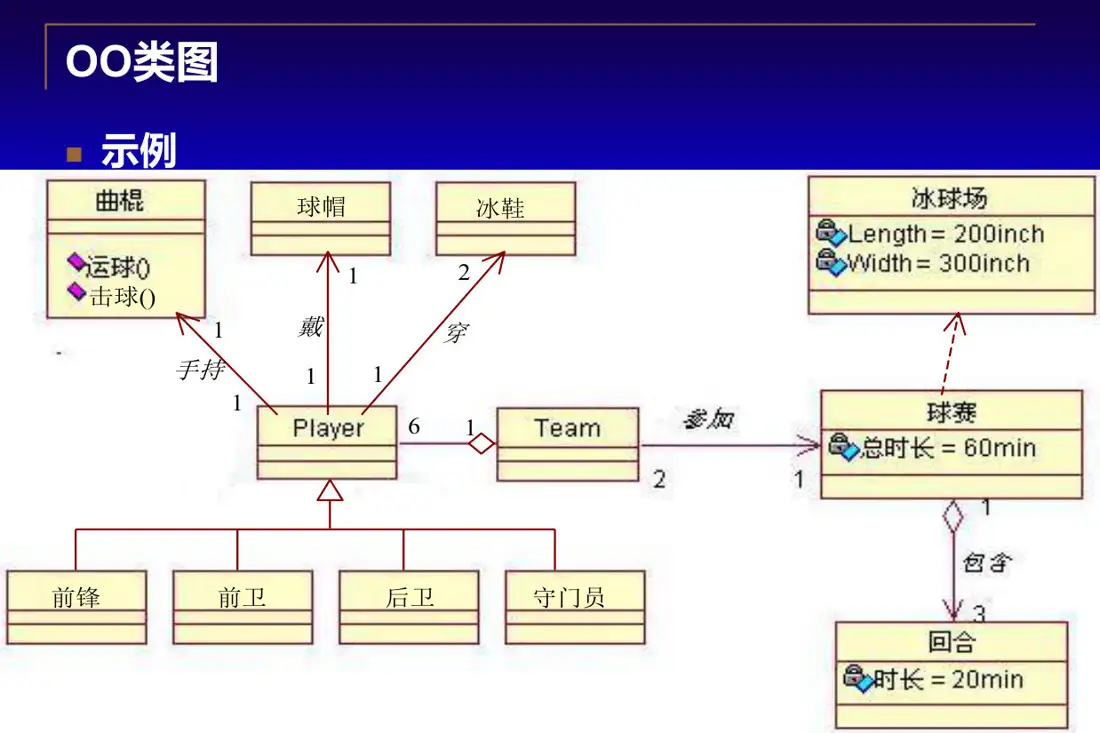 OO类图
示例
曲棍
运球()
击球()
球帽
冰鞋
冰球场
Length = 200inch
Width = 300inch
1
2
1
戴
穿
手持
1
1
1
Player
6
1
Team
参加
2
1
球赛
总时长 = 60min
1
包含
3
前锋
前卫
后卫
守门员
回合
时长 = 20min